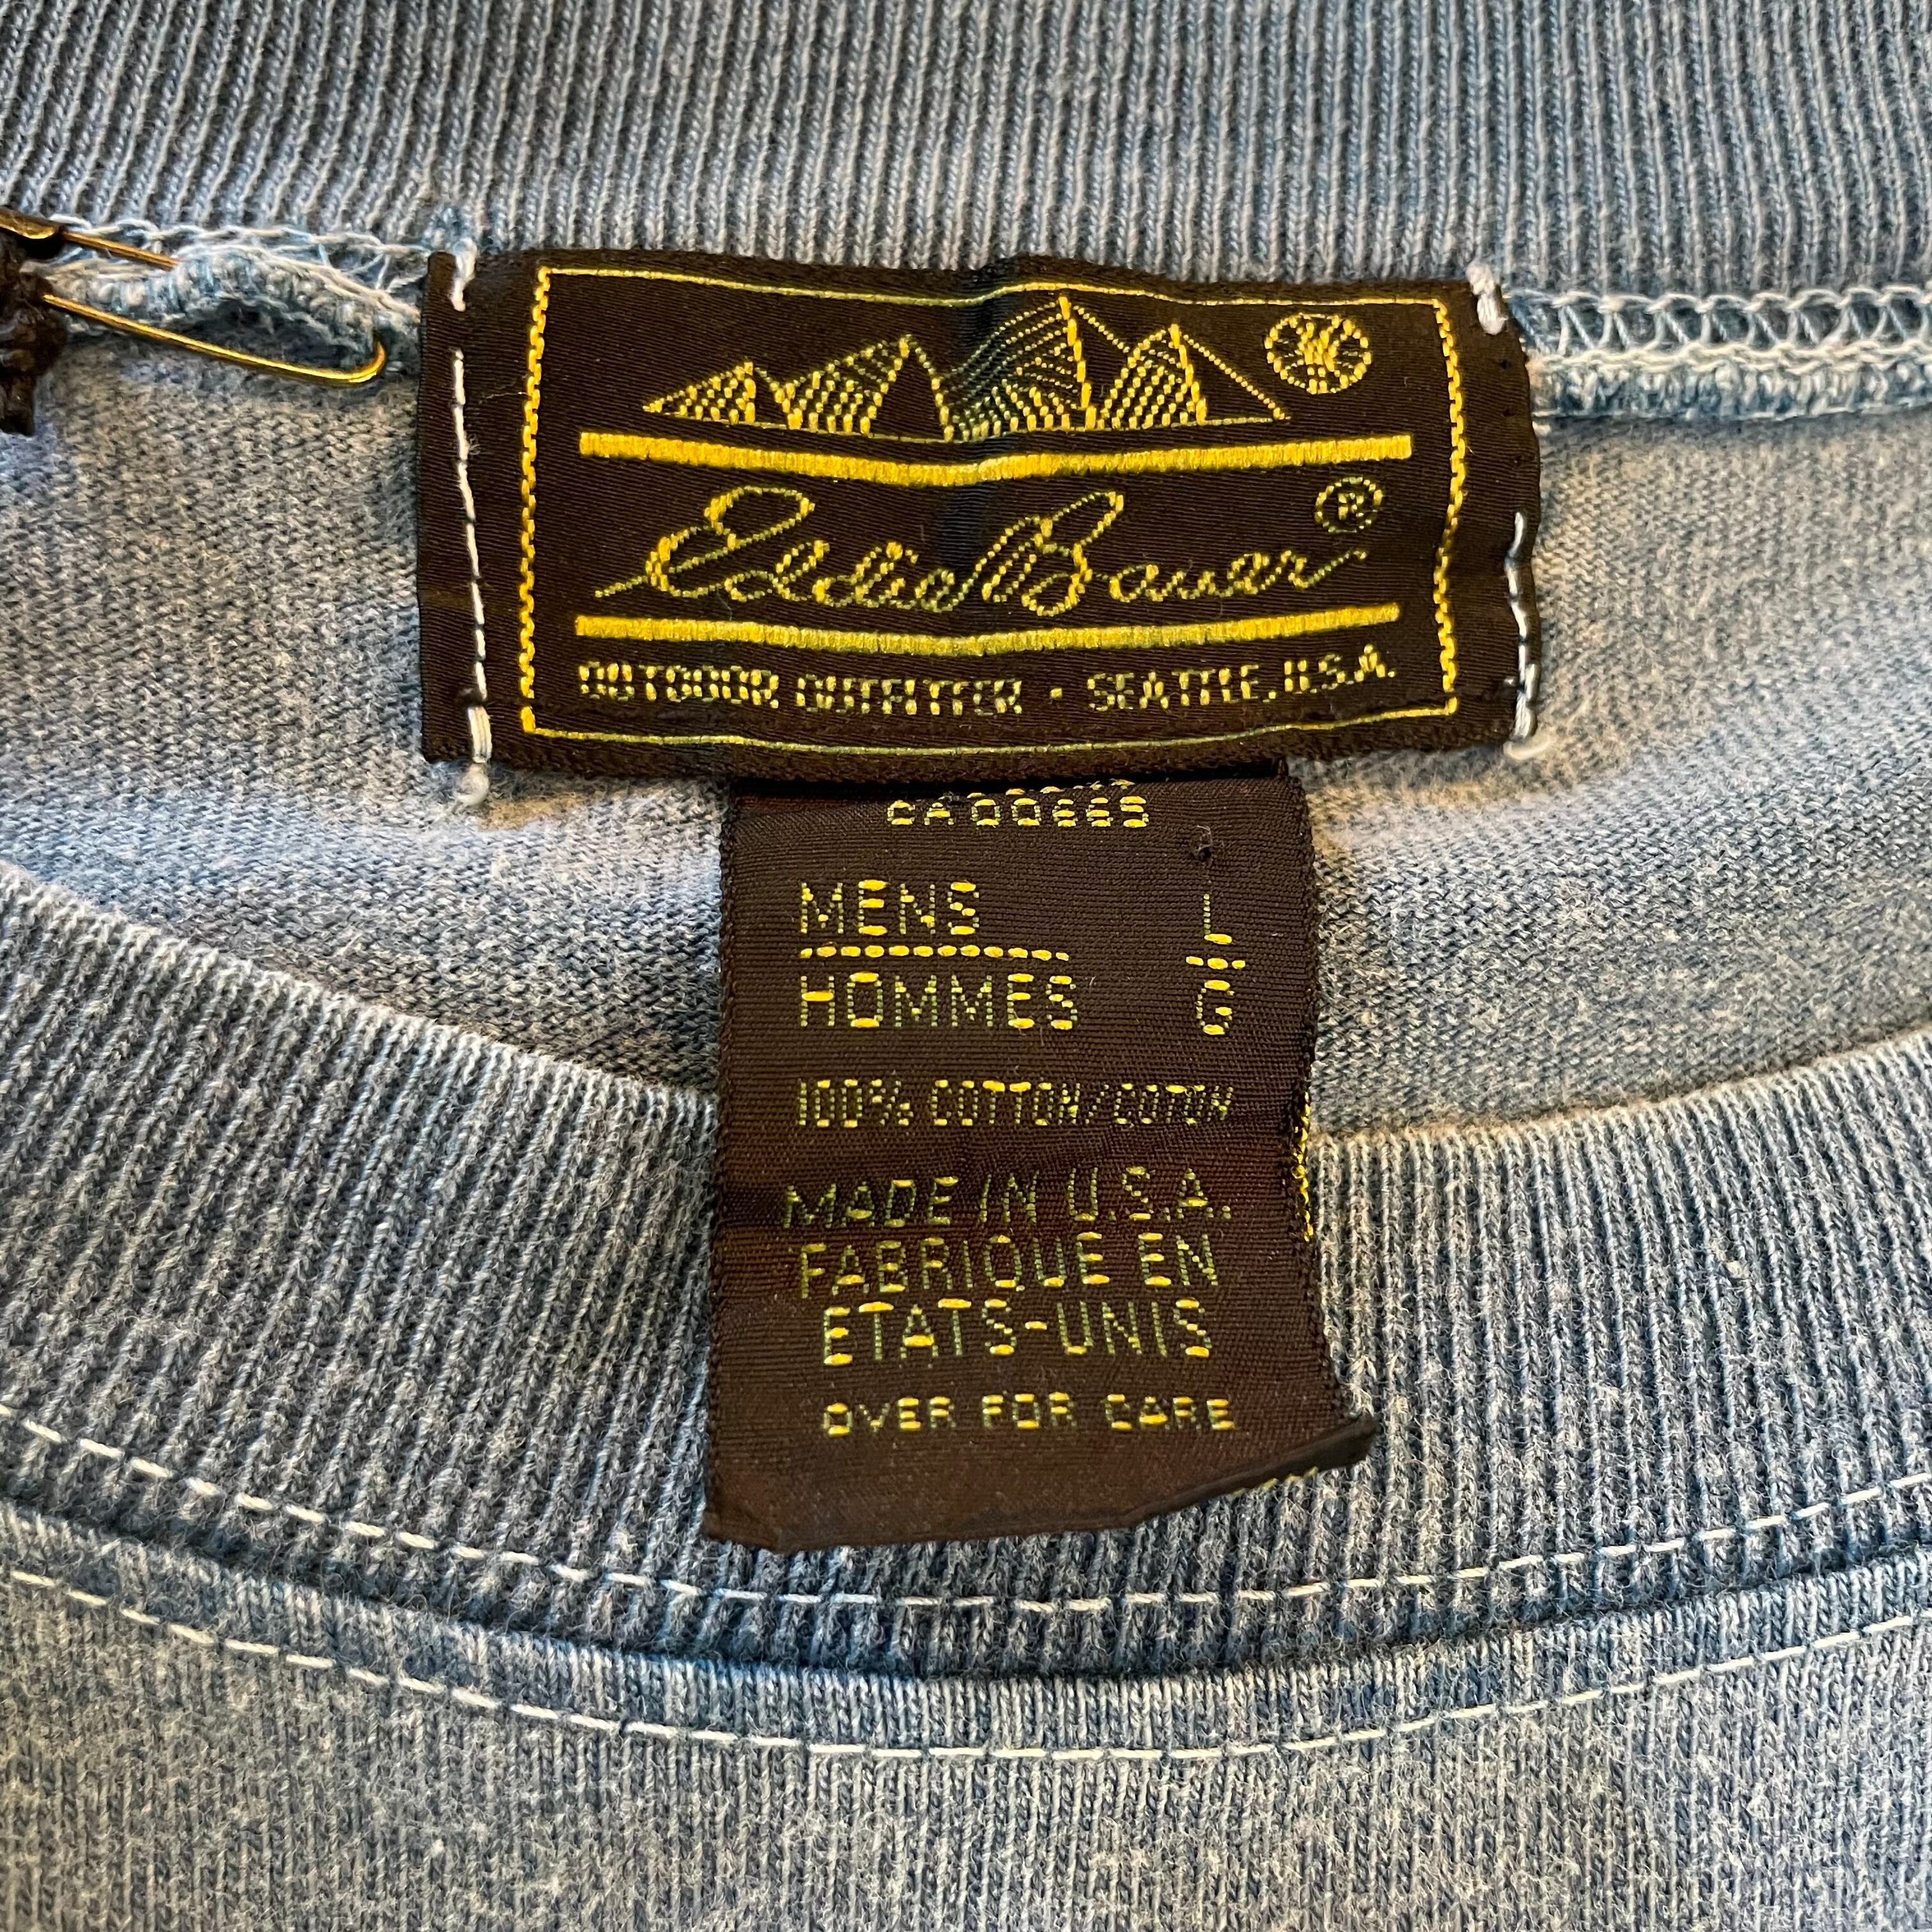 Eddie Bauer ®
OUTDOOR OUTFITTER · SEATTLE, U.S.A.
CA 00665
MENS L
HOMMES G
100% COTTON/COTON
MADE IN U.S.A.
FABRIQUE EN
ETATS-UNIS
OVER FOR CARE